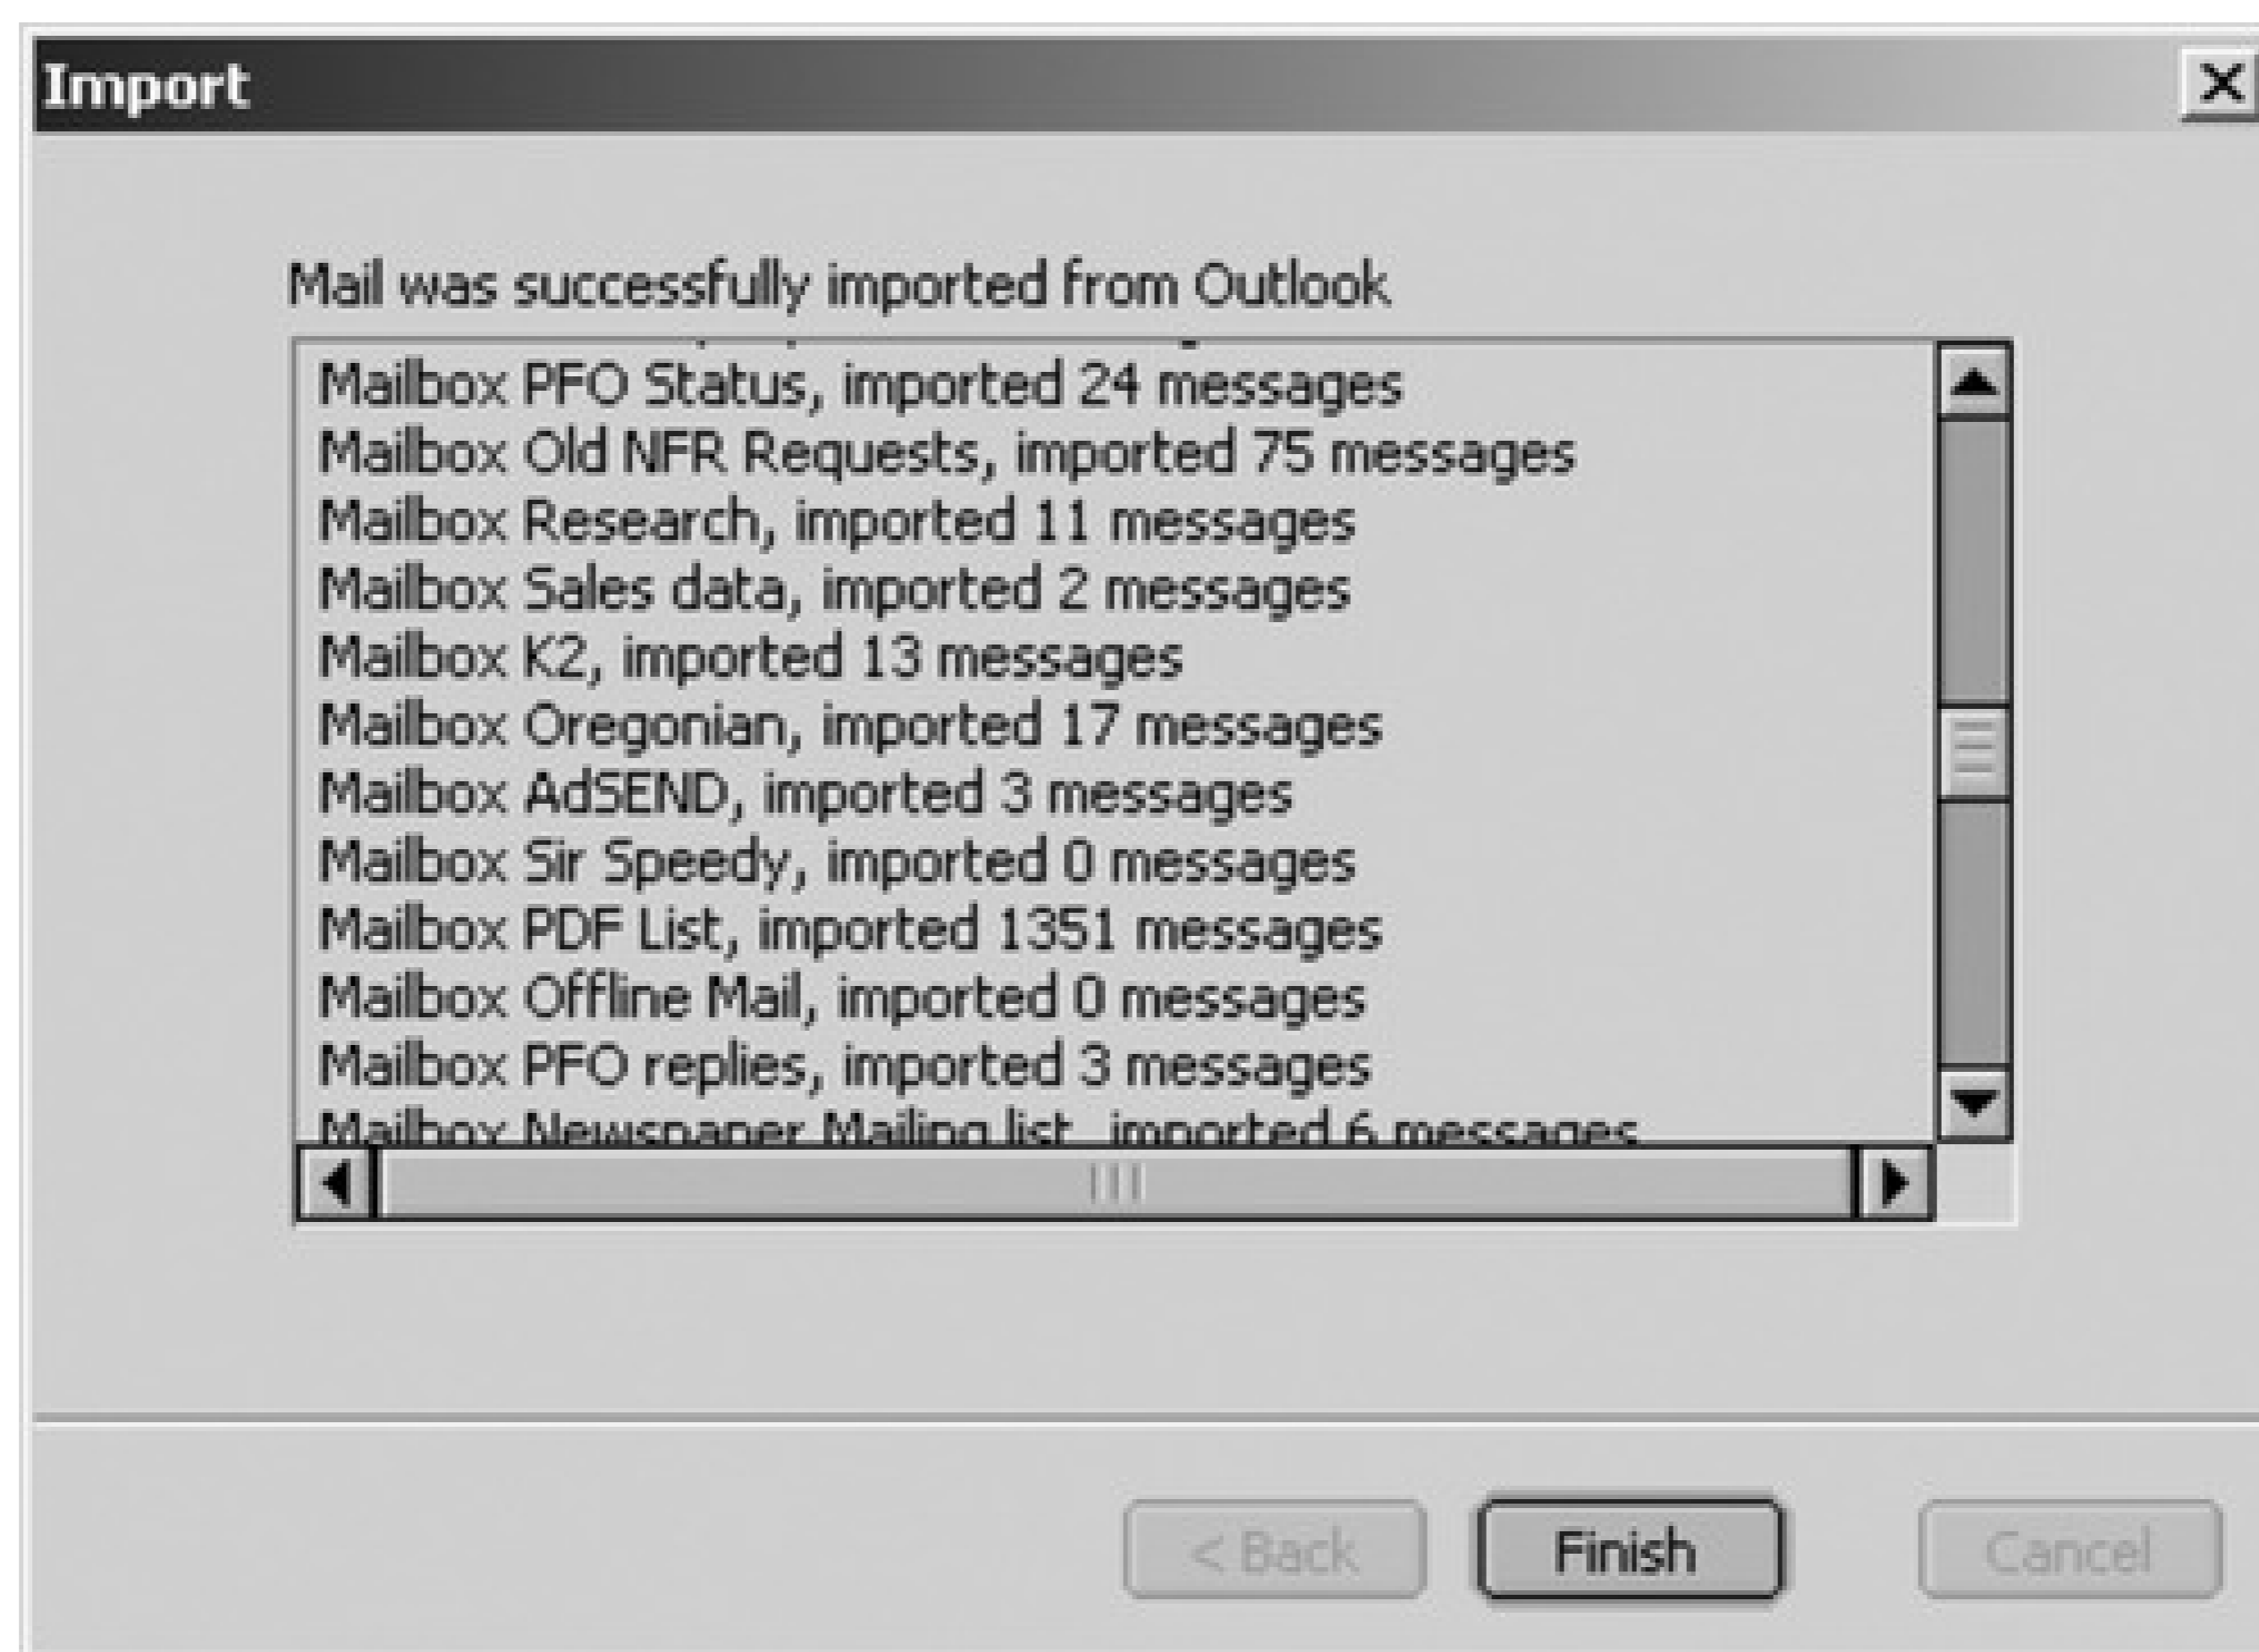 Import
Mail was successfully imported from Outlook
Mailbox PFO Status, imported 24 messages
Mailbox Old NFR Requests, imported 75 messages
Mailbox Research, imported 11 messages
Mailbox Sales data, imported 2 messages
Mailbox K2, imported 13 messages
Mailbox Oregonian, imported 17 messages
Mailbox AdSEND, imported 3 messages
Mailbox Sir Speedy, imported 0 messages
Mailbox PDF List, imported 1351 messages
Mailbox Offline Mail, imported 0 messages
Mailbox PFO replies, imported 3 messages
Mailbox Newspaper Mailing list, imported 6 messages
< Back
Finish
Cancel